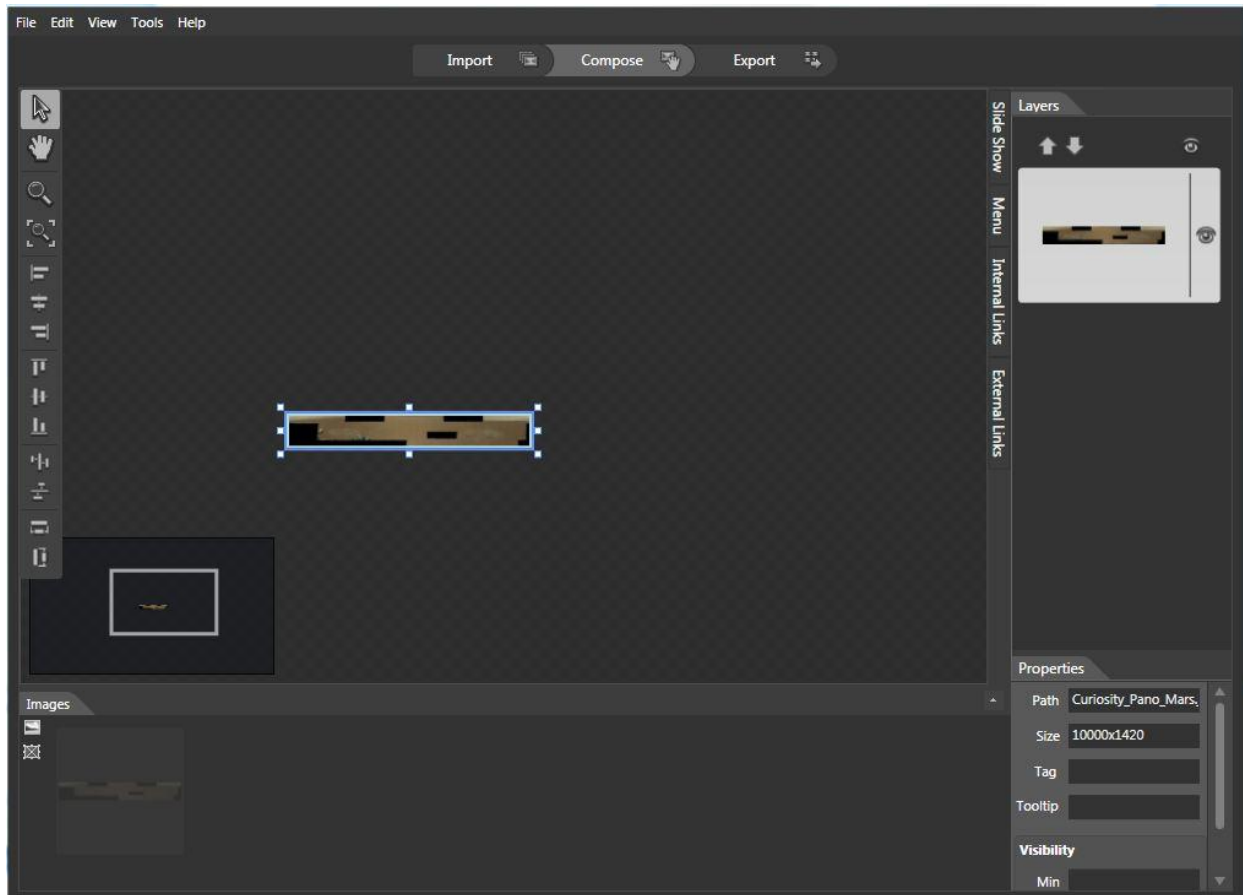 File Edit View Tools Help
Import Compose Export
Slide Show
Menu
Internal Links
External Links
Layers
Properties
Path Curiosity_Pano_Mars.
Size 10000x1420
Tag
Tooltip
Visibility
Min
Images